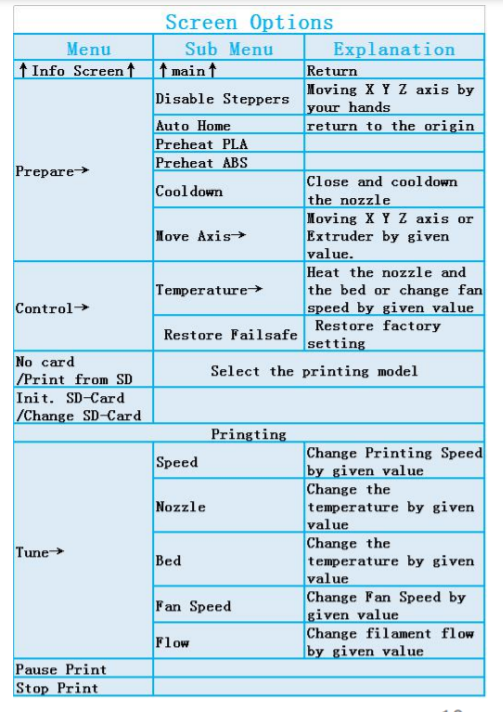 Screen Options
Menu Sub Menu Explanation
↑Info Screen↑ ↑main↑ Return
Prepare→
Disable Steppers
Moving X Y Z axis by
your hands
Auto Home return to the origin
Preheat PLA
Preheat ABS
Cooldown
Close and cooldown
the nozzle
Move Axis→
Moving X Y Z axis or
Extruder by given
value.
Control→
Temperature→
Heat the nozzle and
the bed or change fan
speed by given value
Restore Failsafe
Restore factory
setting
No card
/Print from SD
Select the printing model
Init. SD-Card
/Change SD-Card
Pringting
Tune→
Speed
Change Printing Speed
by given value
Nozzle
Change the
temperature by given
value
Bed
Change the
temperature by given
value
Fan Speed
Change Fan Speed by
given value
Flow
Change filament flow
by given value
Pause Print
Stop Print